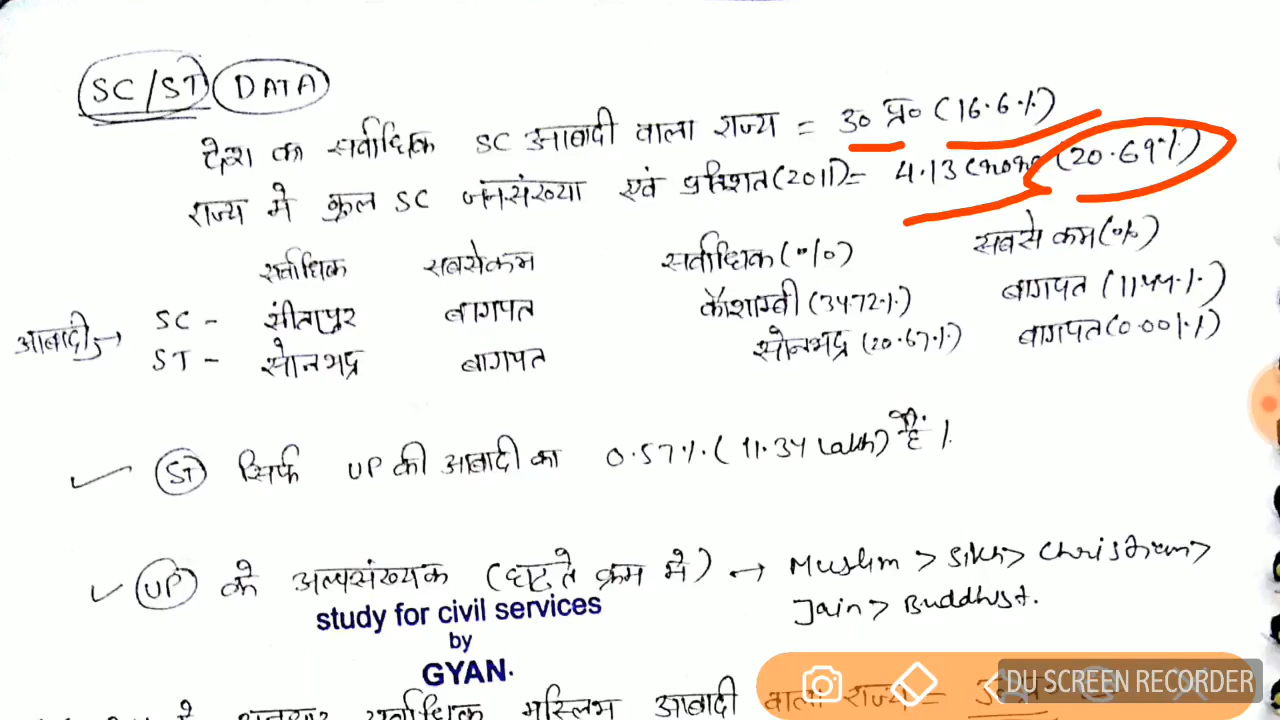 SC/ST DATA
देश का सर्वाधिक SC आबादी वाला राज्य = उ० प्र० (16.6%)
राज्य में कुल SC जनसंख्या एवं प्रतिशत (2011) = 4.13 (20.69%)
सर्वाधिक सबसेकम सर्वाधिक (%) सबसे कम (%)
आबादी → SC - सीतापुर बागपत कौशाम्बी (34.72%) बागपत (11.44%)
ST - सोनभद्र बागपत सोनभद्र (20.67%) बागपत (0.00%)
ST सिर्फ UP की आबादी का 0.57% (11.34 lakh) है।
UP के अल्पसंख्यक (घटते क्रम में) → Muslim > Sikh > Christian >
Jain > Buddhist.
study for civil services
by
GYAN.
सर्वाधिक मुस्लिम आबादी वाला राज्य =
DU SCREEN RECORDER